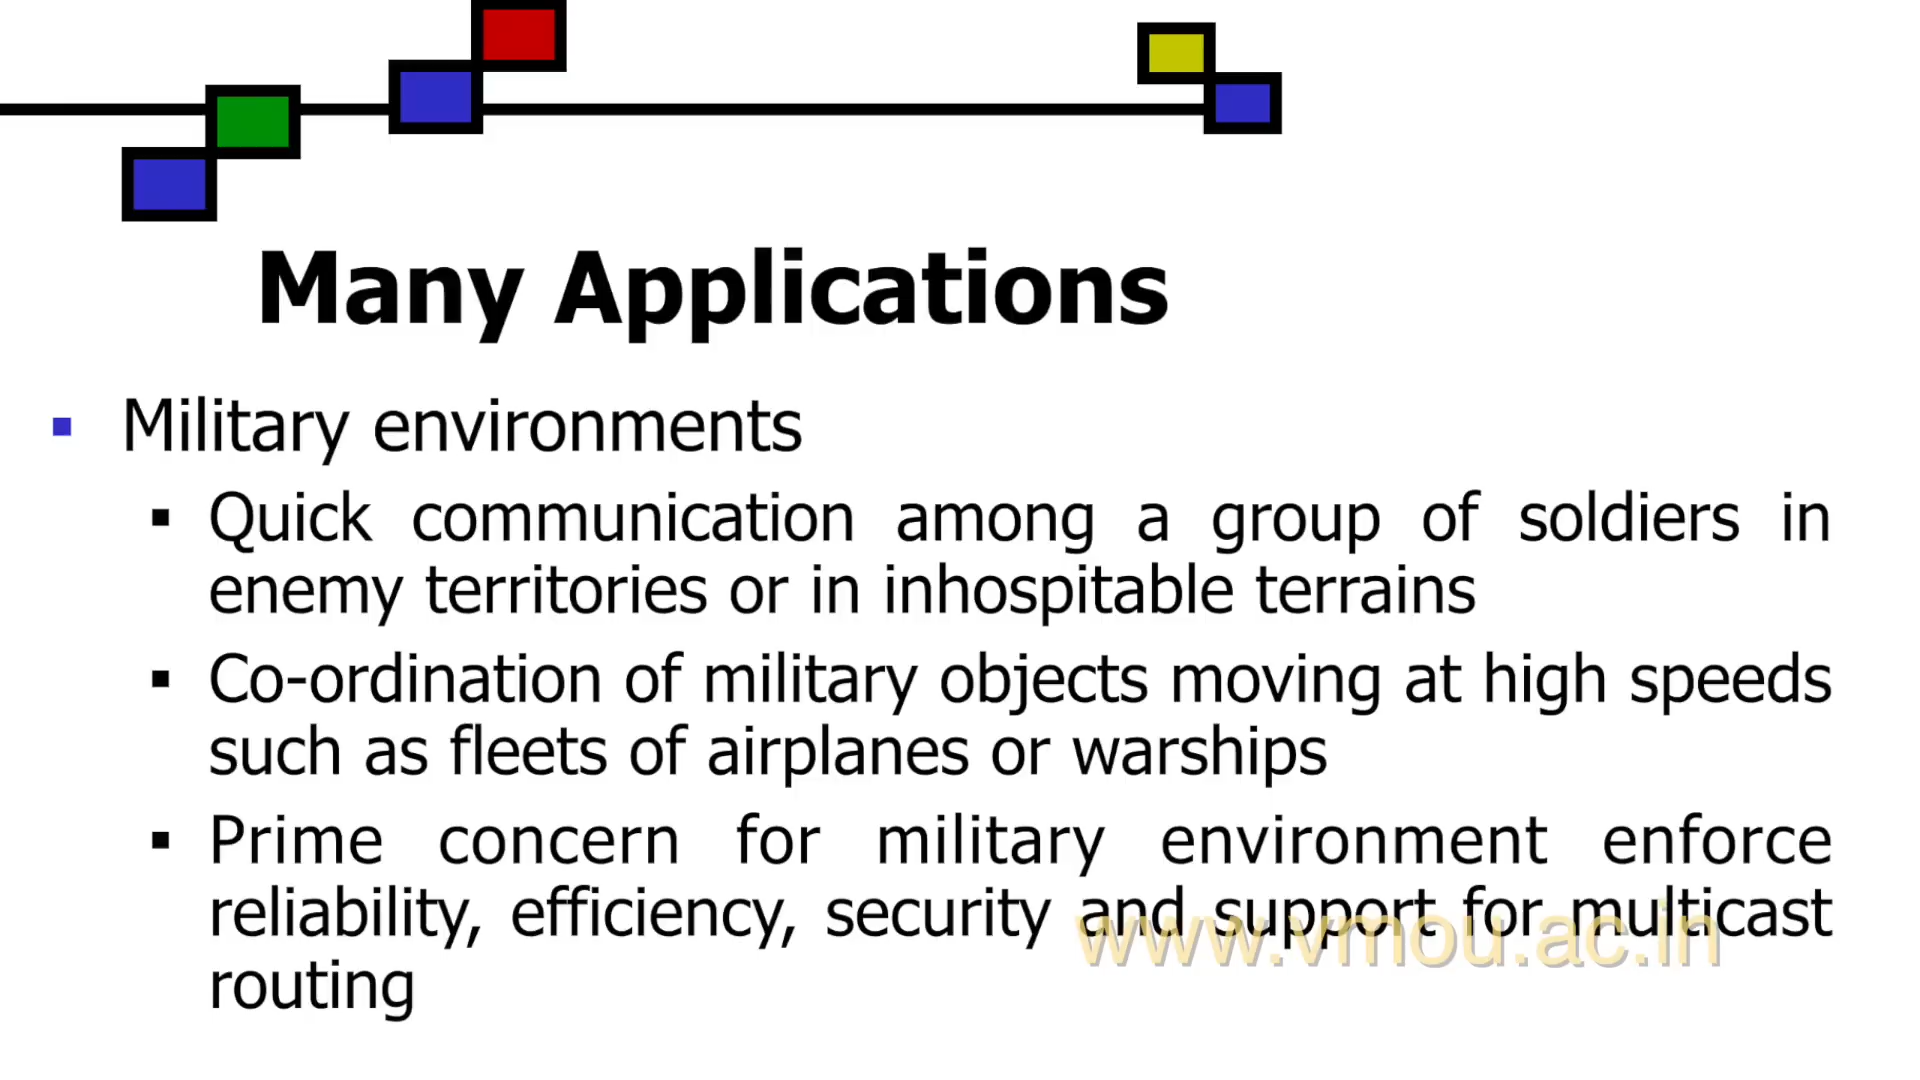 Many Applications
Military environments
Quick communication among a group of soldiers in
enemy territories or in inhospitable terrains
Co-ordination of military objects moving at high speeds
such as fleets of airplanes or warships
Prime concern for military environment enforce
reliability, efficiency, security and support for multicast
routing
www.vmou.ac.in